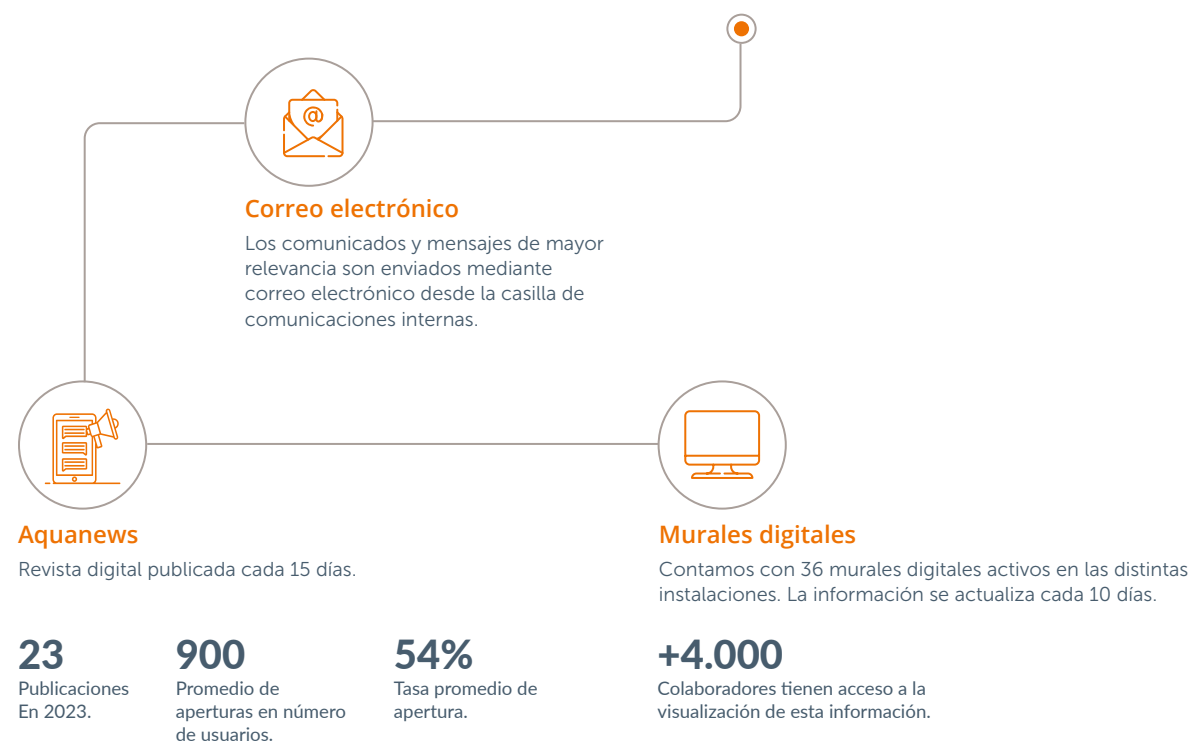 @
Correo electrónico
Los comunicados y mensajes de mayor
relevancia son enviados mediante
correo electrónico desde la casilla de
comunicaciones internas.
Aquanews
Revista digital publicada cada 15 días.
23
Publicaciones
En 2023.
900
Promedio de
aperturas en número
de usuarios.
54%
Tasa promedio de
apertura.
Murales digitales
Contamos con 36 murales digitales activos en las distintas
instalaciones. La información se actualiza cada 10 días.
+4.000
Colaboradores tienen acceso a la
visualización de esta información.